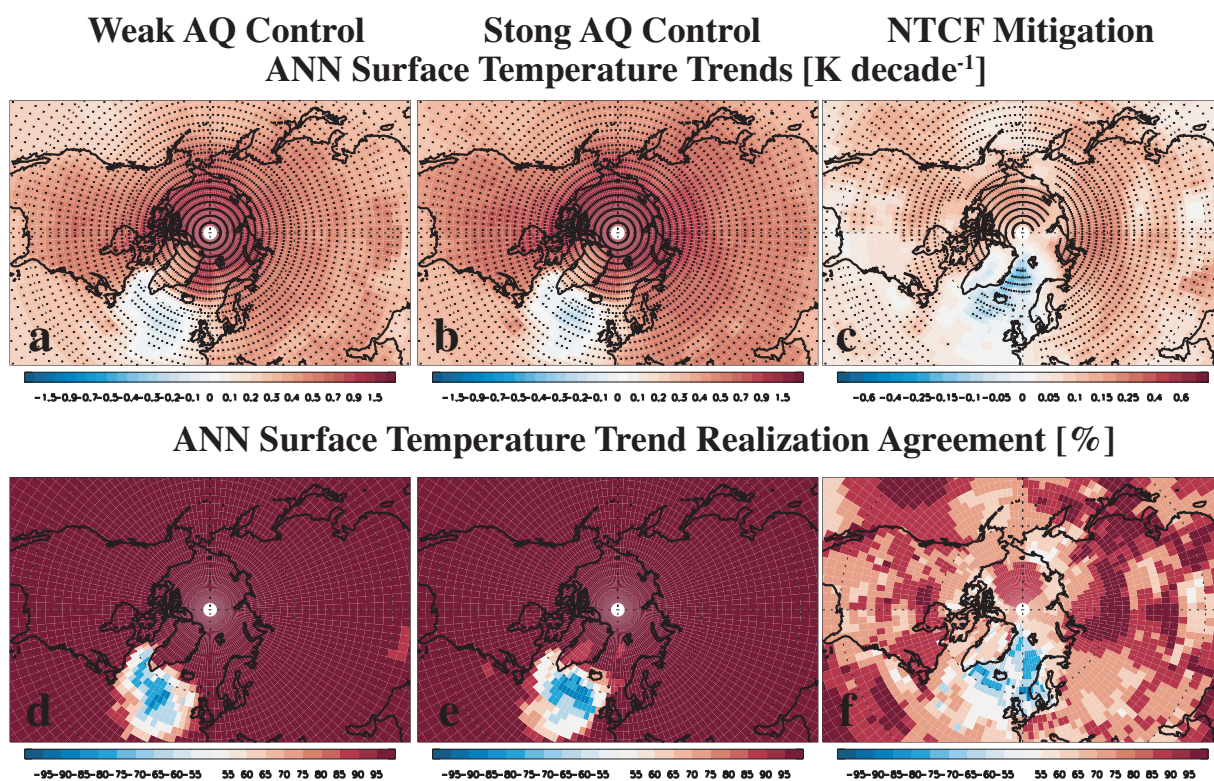 Weak AQ Control Stong AQ Control NTCF Mitigation
ANN Surface Temperature Trends [K decade-1]
a b c
-1.5-0.9-0.7-0.5-0.4-0.3-0.2-0.1 0 0.1 0.2 0.3 0.4 0.5 0.7 0.9 1.5
-1.5-0.9-0.7-0.5-0.4-0.3-0.2-0.1 0 0.1 0.2 0.3 0.4 0.5 0.7 0.9 1.5
-0.6 -0.4-0.25-0.15-0.1-0.05 0 0.05 0.1 0.15 0.25 0.4 0.6
ANN Surface Temperature Trend Realization Agreement [%]
d e f
-95-90-85-80-75-70-65-60-55 55 60 65 70 75 80 85 90 95
-95-90-85-80-75-70-65-60-55 55 60 65 70 75 80 85 90 95
-95-90-85-80-75-70-65-60-55 55 60 65 70 75 80 85 90 95